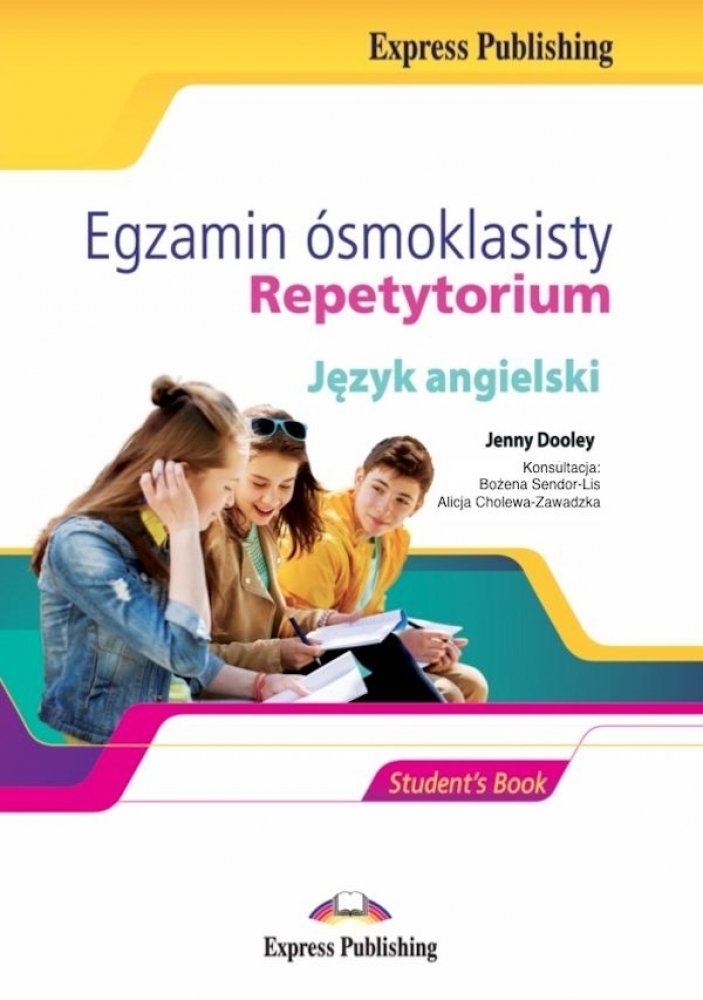 Express Publishing
Egzamin ósmoklasisty
Repetytorium
Język angielski
Jenny Dooley
Konsultacja:
Bożena Sendor-Lis
Alicja Cholewa-Zawadzka
Student's Book
Express Publishing